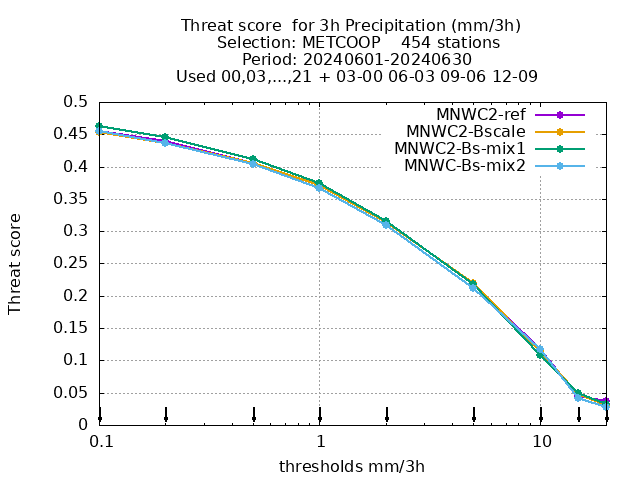 Threat score  for 3h Precipitation (mm/3h)
Selection: METCOOP    454 stations
Period: 20240601-20240630
Used 00,03,...,21 + 03-00 06-03 09-06 12-09
MNWC2-ref
MNWC2-Bscale
MNWC2-Bs-mix1
MNWC-Bs-mix2
Threat score
0.5
0.45
0.4
0.35
0.3
0.25
0.2
0.15
0.1
0.05
0
0.1
1
10
thresholds mm/3h